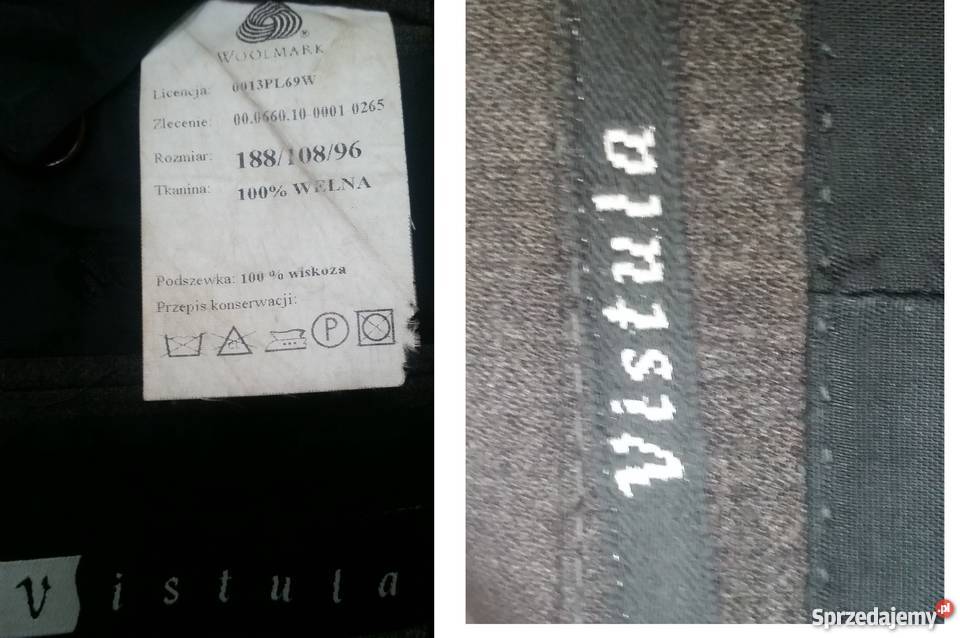 WOOLMARK
Licencja: 0013PL69W
Zlecenie: 00.0660.10-0001 0265
Rozmiar: 188/108/96
Tkanina: 100% WEŁNA
Podszewka: 100 % wiskoza
Przepis konserwacji:
cl P
Vistula
Vistula
Sprzedajemy.pl